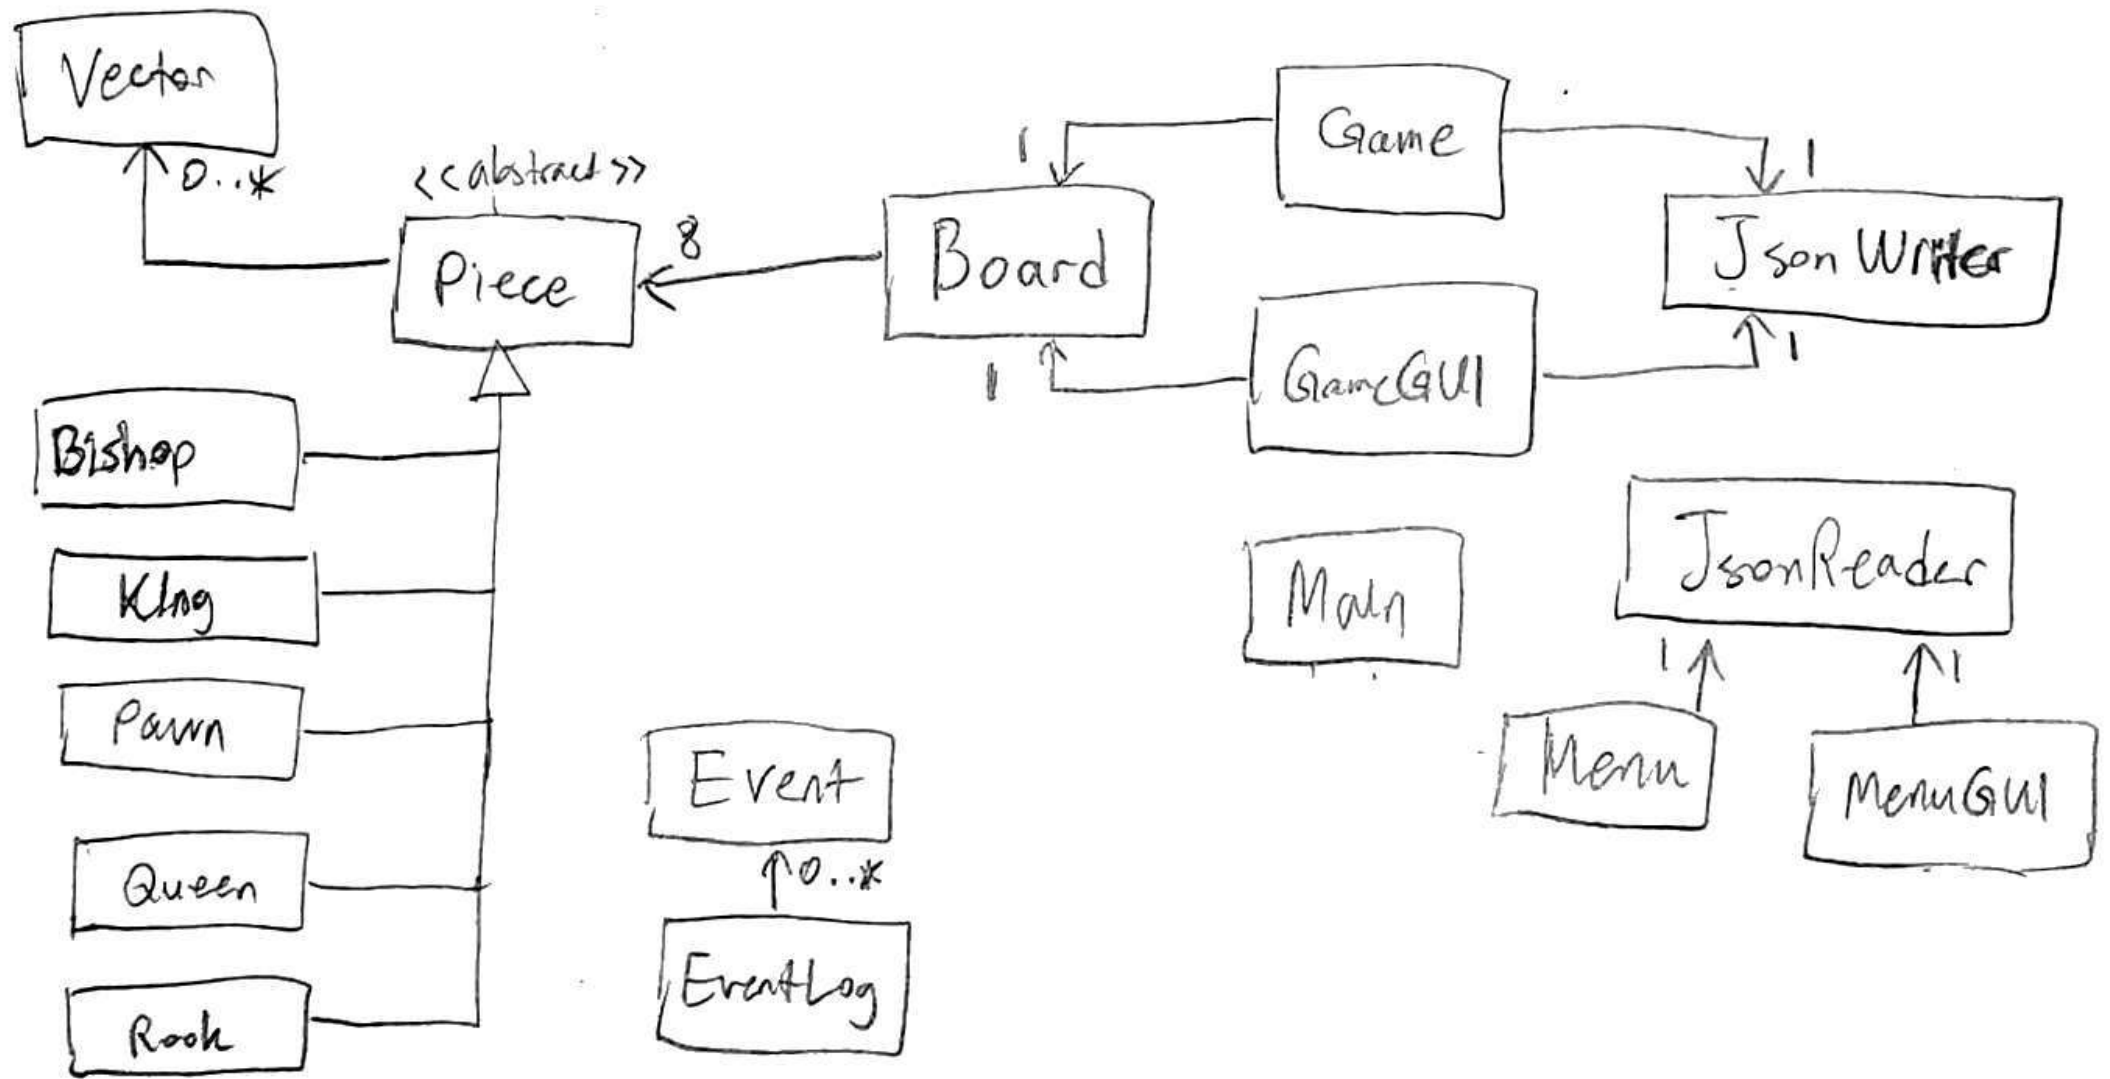 Vector
0..*
<<abstract>>
Piece
8
Board
1
1
Game
1
Json Writer
GameGUI
1
Bishop
King
Pawn
Queen
Rook
Event
0..*
EventLog
Main
JsonReader
1
1
Menu
MenuGUI